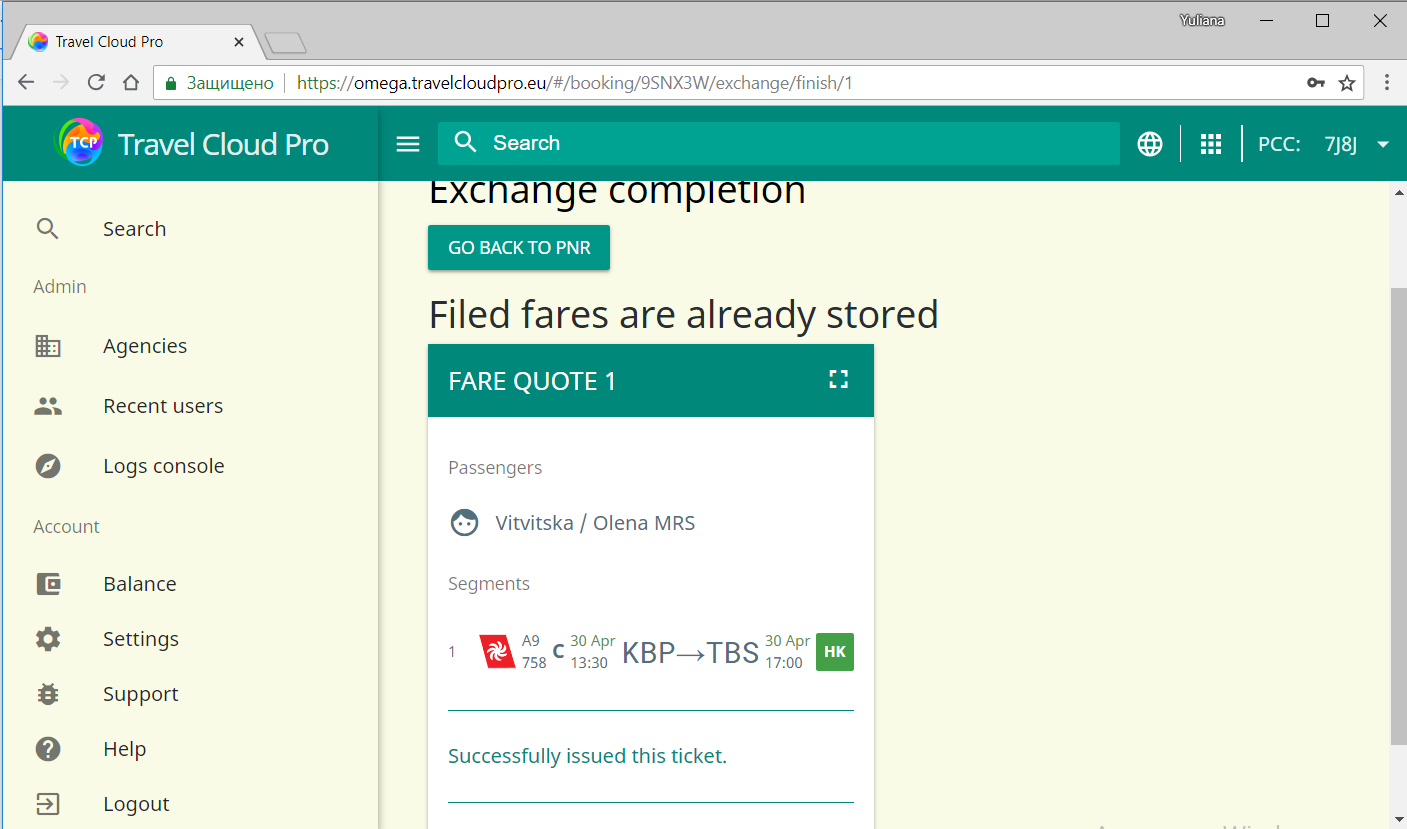 Yuliana
Travel Cloud Pro
Защищено
https://omega.travelcloudpro.eu/#/booking/9SNX3W/exchange/finish/1
TCP Travel Cloud Pro
Search
PCC: 7J8J
Search
Admin
Agencies
Recent users
Logs console
Account
Balance
Settings
Support
Help
Logout
Exchange completion
GO BACK TO PNR
Filed fares are already stored
FARE QUOTE 1
Passengers
Vitvitska / Olena MRS
Segments
1 A9 758 C 30 Apr 13:30 KBP→TBS 30 Apr 17:00 HK
Successfully issued this ticket.